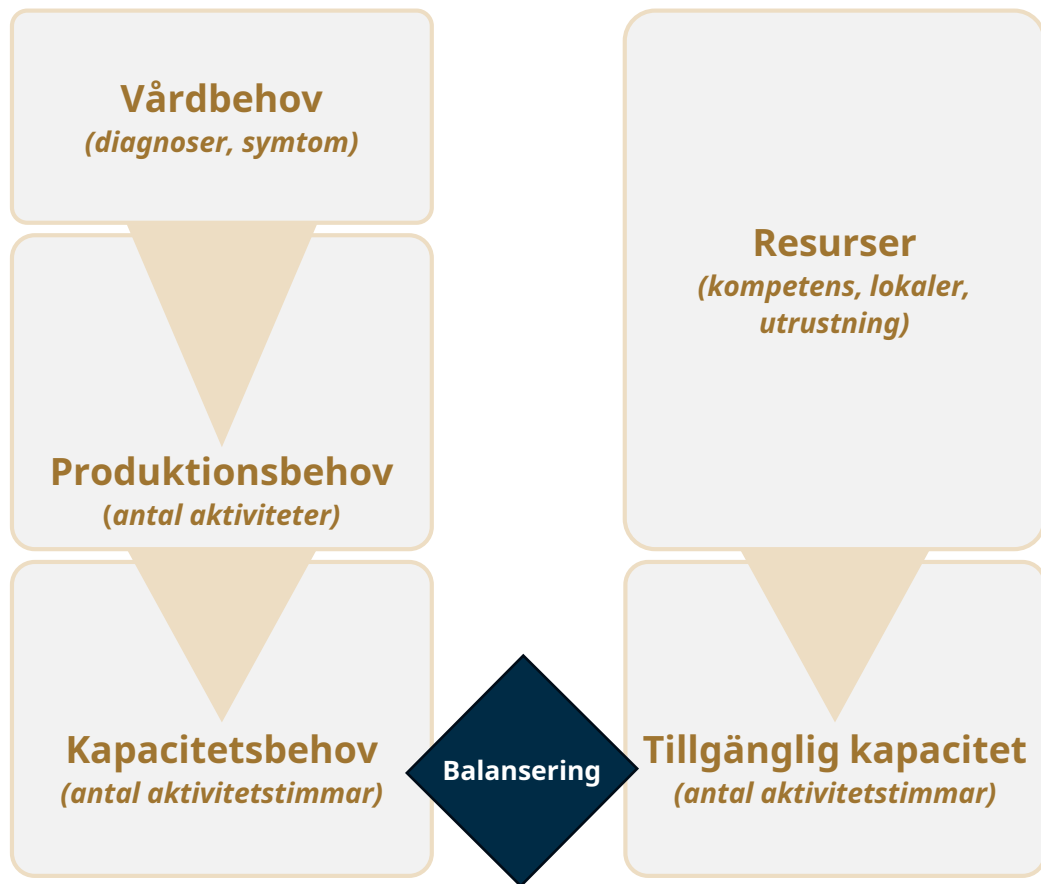 Vårdbehov
(diagnoser, symtom)
Produktionsbehov
(antal aktiviteter)
Kapacitetsbehov
(antal aktivitetstimmar)
Balansering
Resurser
(kompetens, lokaler,
utrustning)
Tillgänglig kapacitet
(antal aktivitetstimmar)